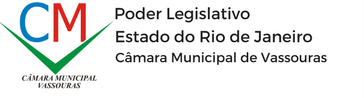 CM
CÂMARA MUNICIPAL
VASSOURAS
Poder Legislativo
Estado do Rio de Janeiro
Câmara Municipal de Vassouras